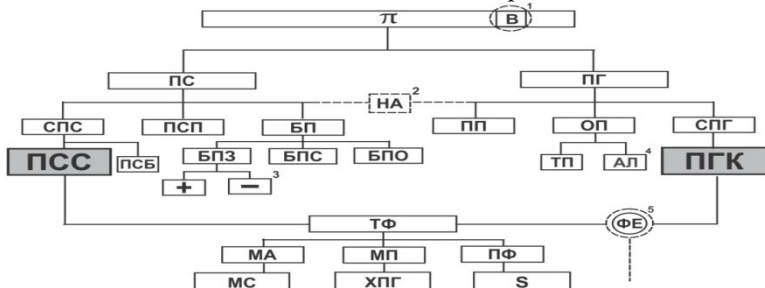 π В 1
ПС ПГ
НА 2
СПС ПСП БП ПП ОП СПГ
ПСС ПСБ БПЗ БПС БПО ТП АЛ 4 ПГК
+ − 3
ТФ ФЕ 5
МА МП ПФ
МС ХПГ S